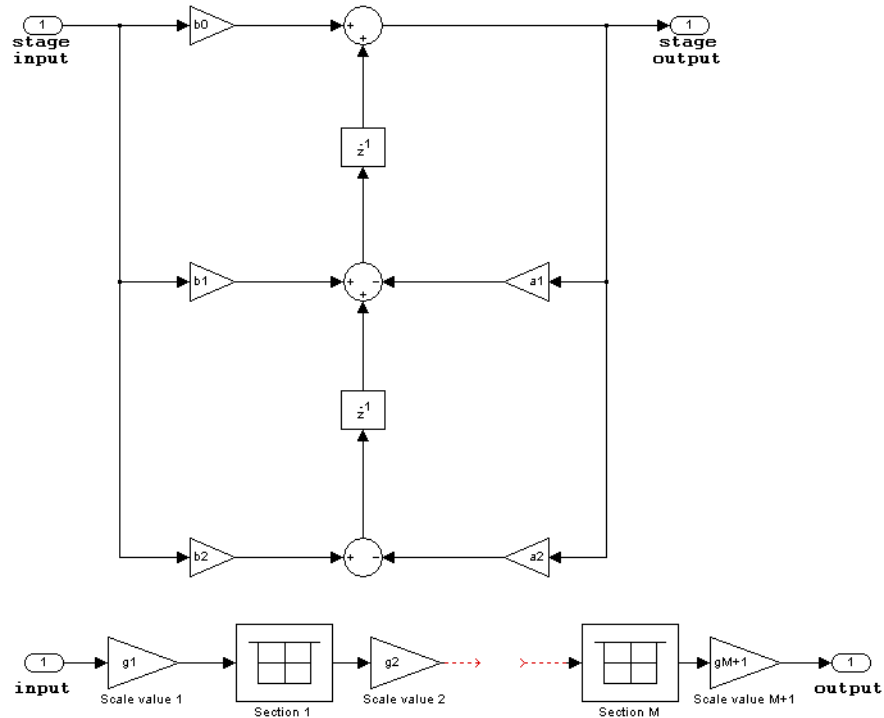 1 b0 + + 1
stage input
stage output
+
z-1
b1 + - a1
+
z-1
b2 + - a2
1 g1 g2 gM+1 1
input Scale value 1 Section 1 Scale value 2 Section M Scale value M+1 output